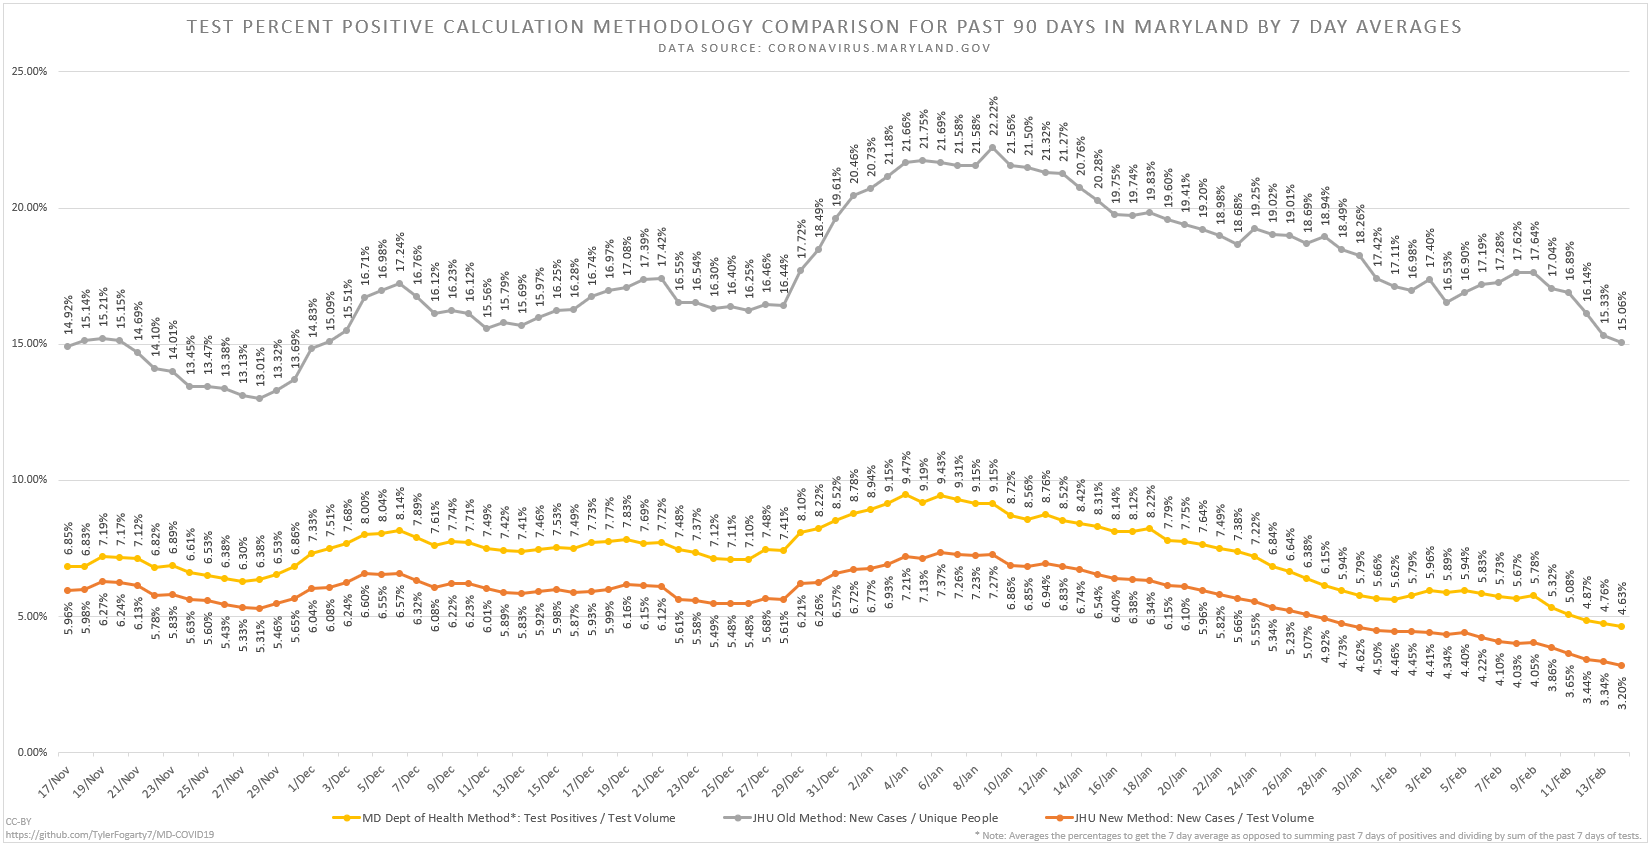 TEST PERCENT POSITIVE CALCULATION METHODOLOGY COMPARISON FOR PAST 90 DAYS IN MARYLAND BY 7 DAY AVERAGES
DATA SOURCE: CORONAVIRUS.MARYLAND.GOV
25.00%
20.00%
15.00%
10.00%
5.00%
0.00%
14.92% 15.14% 15.21% 15.15% 14.69% 14.10% 14.01% 13.45% 13.47% 13.38% 13.13% 13.01% 13.32% 13.69% 14.83% 15.09% 15.51% 16.71% 16.98% 17.24% 16.76% 16.12% 16.23% 16.12% 15.56% 15.79% 15.69% 15.97% 16.25% 16.28% 16.74% 16.97% 17.08% 17.39% 17.42% 16.55% 16.54% 16.30% 16.40% 16.25% 16.46% 16.44% 17.72% 18.49% 19.61% 20.46% 20.73% 21.18% 21.66% 21.75% 21.69% 21.58% 21.58% 22.22% 21.56% 21.50% 21.32% 21.27% 20.76% 20.28% 19.75% 19.74% 19.83% 19.60% 19.41% 19.20% 18.98% 18.68% 19.25% 19.02% 19.01% 18.69% 18.94% 18.49% 18.26% 17.42% 17.11% 16.98% 17.40% 16.53% 16.90% 17.19% 17.28% 17.62% 17.64% 17.04% 16.89% 16.14% 15.33% 15.06%
6.85% 6.83% 7.19% 7.17% 7.12% 6.82% 6.89% 6.61% 6.53% 6.38% 6.30% 6.38% 6.53% 6.86% 7.33% 7.51% 7.68% 8.00% 8.04% 8.14% 7.89% 7.61% 7.74% 7.71% 7.49% 7.42% 7.41% 7.46% 7.53% 7.49% 7.73% 7.77% 7.83% 7.69% 7.72% 7.48% 7.37% 7.12% 7.11% 7.10% 7.48% 7.41% 8.10% 8.22% 8.52% 8.78% 8.94% 9.15% 9.47% 9.19% 9.43% 9.31% 9.15% 9.15% 8.72% 8.56% 8.76% 8.52% 8.42% 8.31% 8.14% 8.12% 8.22% 7.79% 7.75% 7.64% 7.49% 7.38% 7.22% 6.84% 6.64% 6.38% 6.15% 5.94% 5.79% 5.66% 5.62% 5.79% 5.96% 5.89% 5.94% 5.83% 5.73% 5.67% 5.78% 5.32% 5.08% 4.87% 4.76% 4.63%
5.96% 5.98% 6.27% 6.24% 6.13% 5.78% 5.83% 5.63% 5.60% 5.43% 5.33% 5.31% 5.46% 5.65% 6.04% 6.08% 6.24% 6.60% 6.55% 6.57% 6.32% 6.08% 6.22% 6.23% 6.01% 5.89% 5.83% 5.92% 5.98% 5.87% 5.93% 5.99% 6.16% 6.15% 6.12% 5.61% 5.58% 5.49% 5.48% 5.48% 5.68% 5.61% 6.21% 6.26% 6.57% 6.72% 6.77% 6.93% 7.21% 7.13% 7.37% 7.26% 7.23% 7.27% 6.86% 6.85% 6.94% 6.83% 6.74% 6.54% 6.40% 6.38% 6.34% 6.15% 6.10% 5.96% 5.82% 5.66% 5.55% 5.34% 5.23% 5.07% 4.92% 4.73% 4.62% 4.50% 4.46% 4.45% 4.41% 4.34% 4.40% 4.22% 4.10% 4.03% 4.05% 3.86% 3.65% 3.44% 3.34% 3.20%
17/Nov 19/Nov 21/Nov 23/Nov 25/Nov 27/Nov 29/Nov 1/Dec 3/Dec 5/Dec 7/Dec 9/Dec 11/Dec 13/Dec 15/Dec 17/Dec 19/Dec 21/Dec 23/Dec 25/Dec 27/Dec 29/Dec 31/Dec 2/Jan 4/Jan 6/Jan 8/Jan 10/Jan 12/Jan 14/Jan 16/Jan 18/Jan 20/Jan 22/Jan 24/Jan 26/Jan 28/Jan 30/Jan 1/Feb 3/Feb 5/Feb 7/Feb 9/Feb 11/Feb 13/Feb
MD Dept of Health Method*: Test Positives / Test Volume
JHU Old Method: New Cases / Unique People
JHU New Method: New Cases / Test Volume
CC-BY
https://github.com/TylerFogarty7/MD-COVID19
* Note: Averages the percentages to get the 7 day average as opposed to summing past 7 days of positives and dividing by sum of the past 7 days of tests.